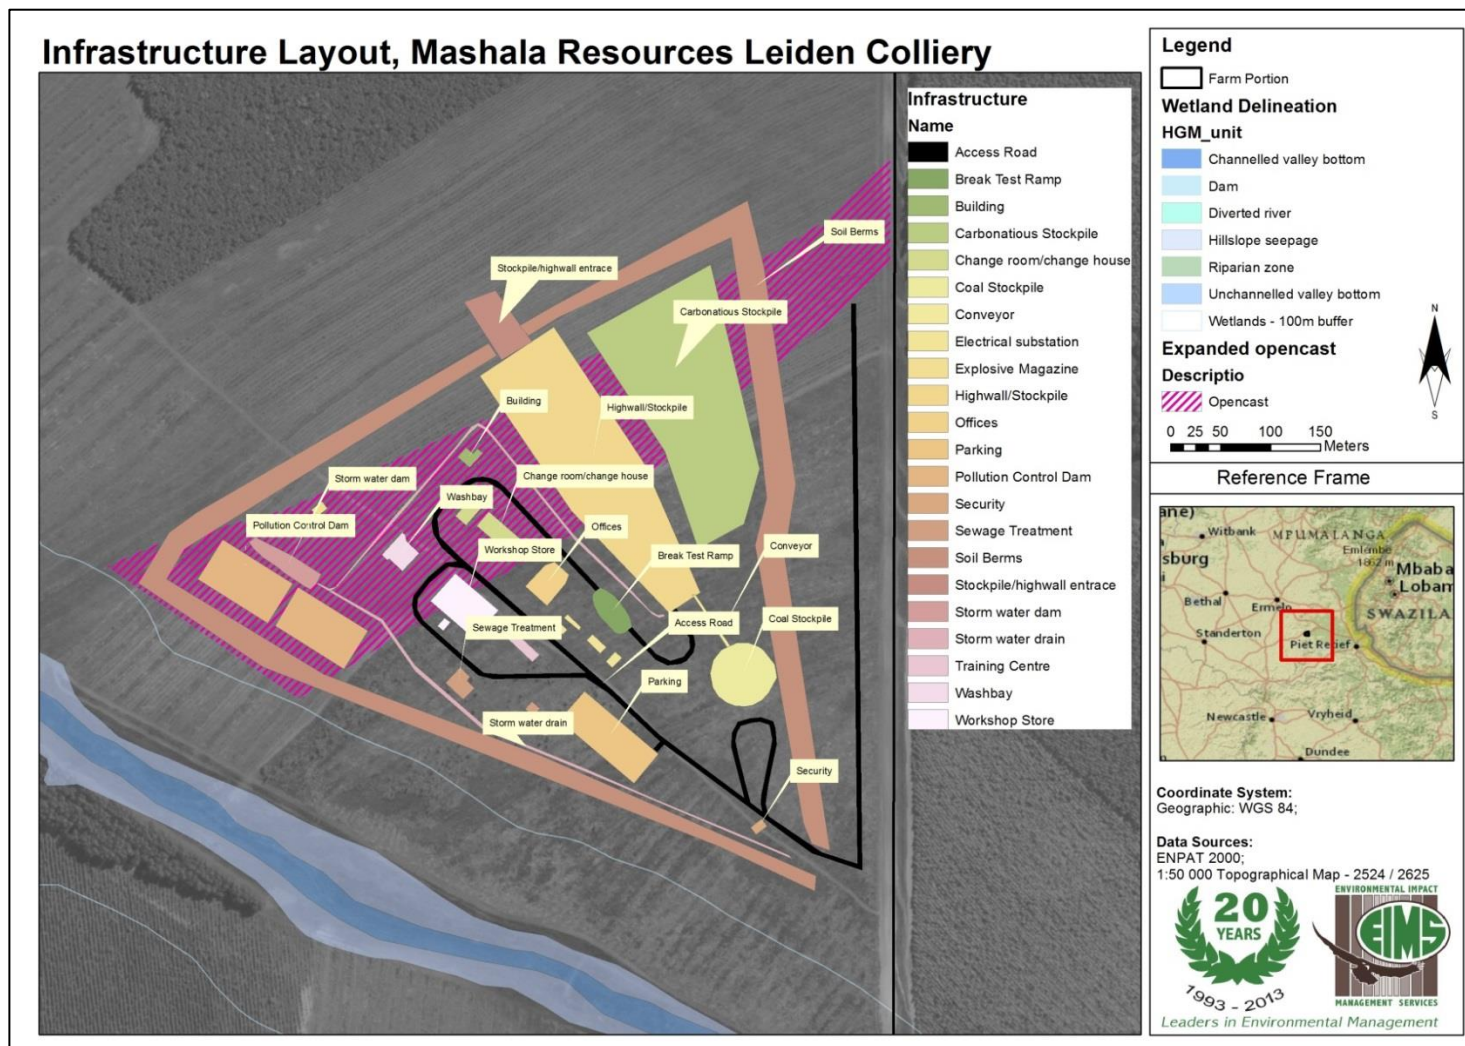 Infrastructure Layout, Mashala Resources Leiden Colliery
Soil Berms
Stockpile/highwall entrace
Carbonatious Stockpile
Building
Highwall/Stockpile
Storm water dam
Change room/change house
Washbay
Pollution Control Dam
Offices
Workshop Store
Break Test Ramp
Conveyor
Sewage Treatment
Access Road
Coal Stockpile
Parking
Storm water drain
Security
Infrastructure
Name
Access Road
Break Test Ramp
Building
Carbonatious Stockpile
Change room/change house
Coal Stockpile
Conveyor
Electrical substation
Explosive Magazine
Highwall/Stockpile
Offices
Parking
Pollution Control Dam
Security
Sewage Treatment
Soil Berms
Stockpile/highwall entrace
Storm water dam
Storm water drain
Training Centre
Washbay
Workshop Store
Legend
Farm Portion
Wetland Delineation
HGM_unit
Channelled valley bottom
Dam
Diverted river
Hillslope seepage
Riparian zone
Unchannelled valley bottom
Wetlands - 100m buffer
Expanded opencast
Descriptio
Opencast
N
S
0 25 50 100 150
Meters
Reference Frame
ane)
Witbank
MPUMALANGA
Emlembe
1862 m
sburg
Mbaba
Lobam
Bethal
Ermelo
SWAZILA
Standerton
Piet Retief
Newcastle
Vryheid
Dundee
Coordinate System:
Geographic: WGS 84;
Data Sources:
ENPAT 2000;
1:50 000 Topographical Map - 2524 / 2625
20
YEARS
1993 - 2013
ENVIRONMENTAL IMPACT
EIMS
MANAGEMENT SERVICES
Leaders in Environmental Management